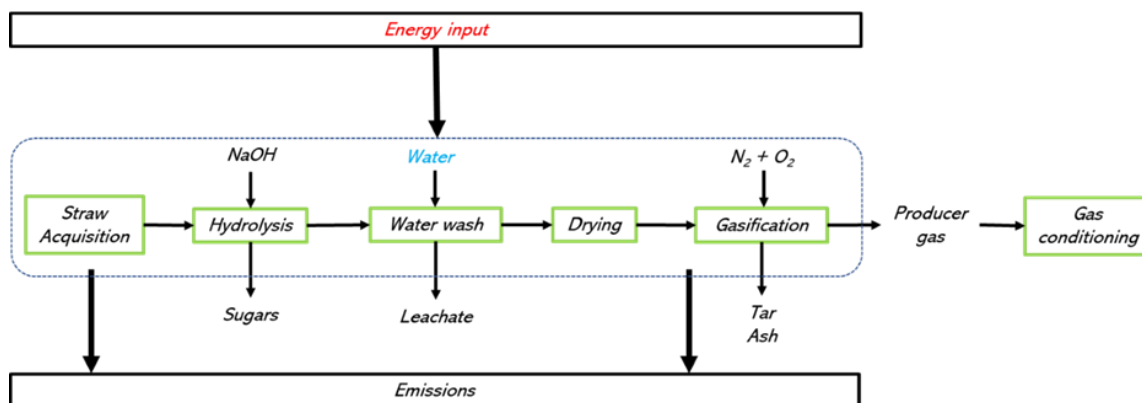 Energy input
NaOH
Water
N₂ + O₂
Straw
Acquisition
Hydrolysis
Water wash
Drying
Gasification
Producer
gas
Gas
conditioning
Sugars
Leachate
Tar
Ash
Emissions